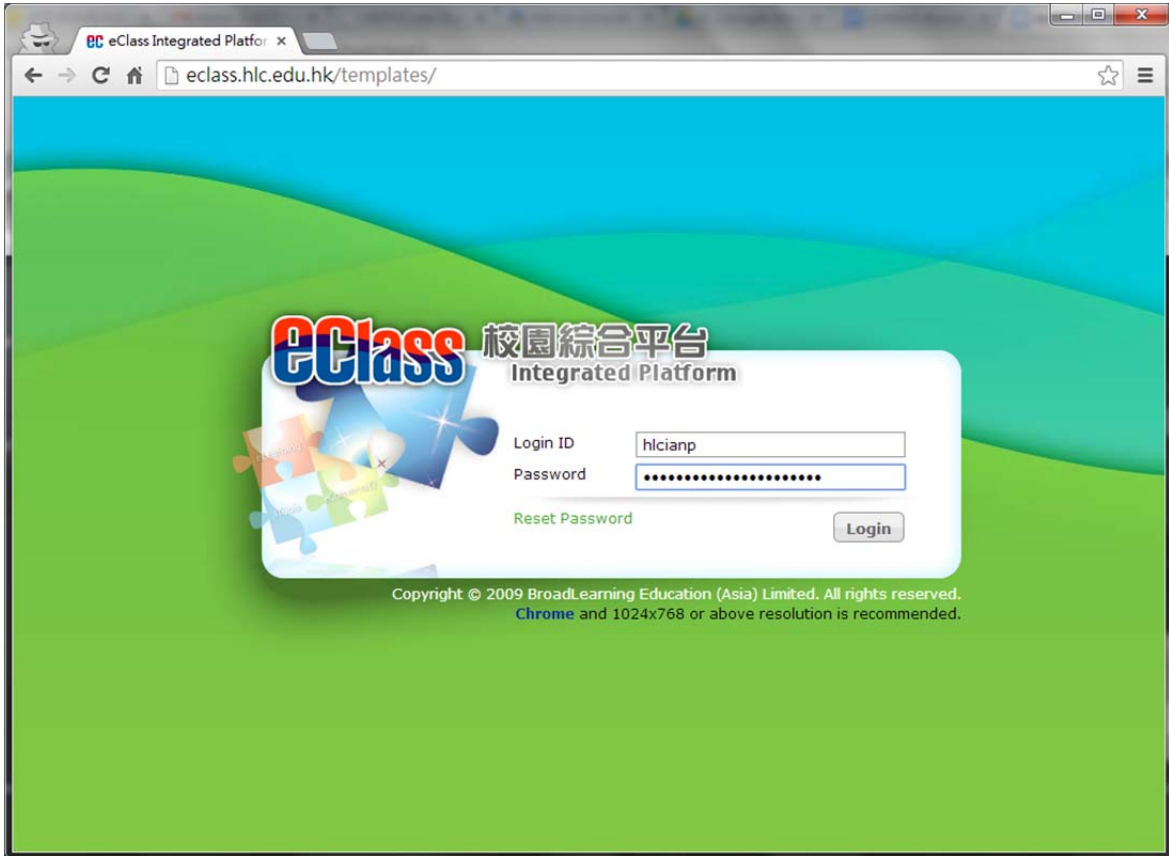 eClass Integrated Platfor
eclass.hlc.edu.hk/templates/
eClass 校園綜合平台
Integrated Platform
Login ID
hlcianp
Password
••••••••••••••••••••••
Reset Password
Login
Copyright © 2009 BroadLearning Education (Asia) Limited. All rights reserved.
Chrome and 1024x768 or above resolution is recommended.